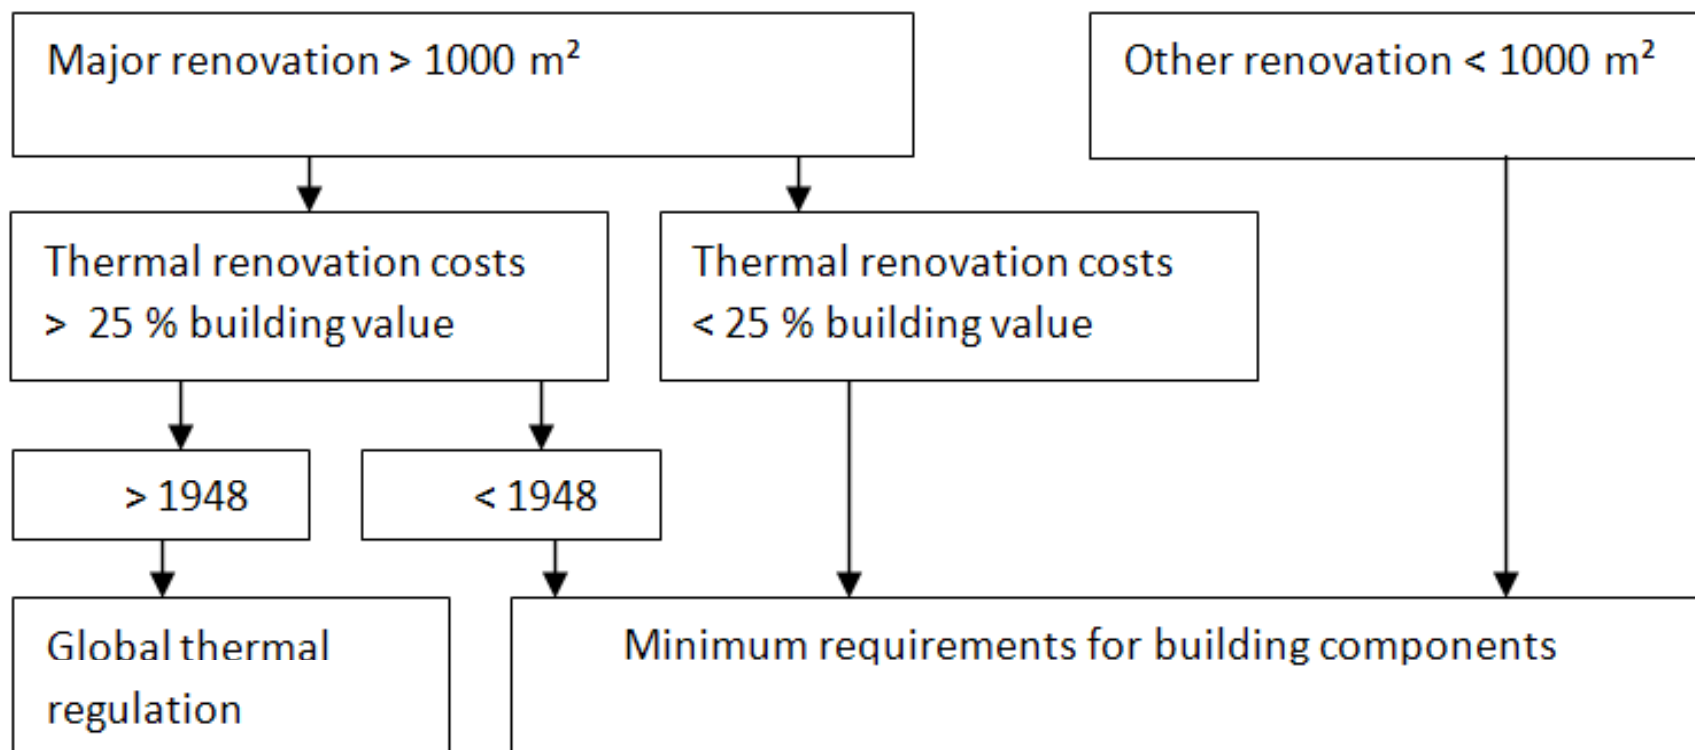 Major renovation > 1000 m²
Other renovation < 1000 m²
Thermal renovation costs
> 25 % building value
Thermal renovation costs
< 25 % building value
> 1948
< 1948
Global thermal
regulation
Minimum requirements for building components